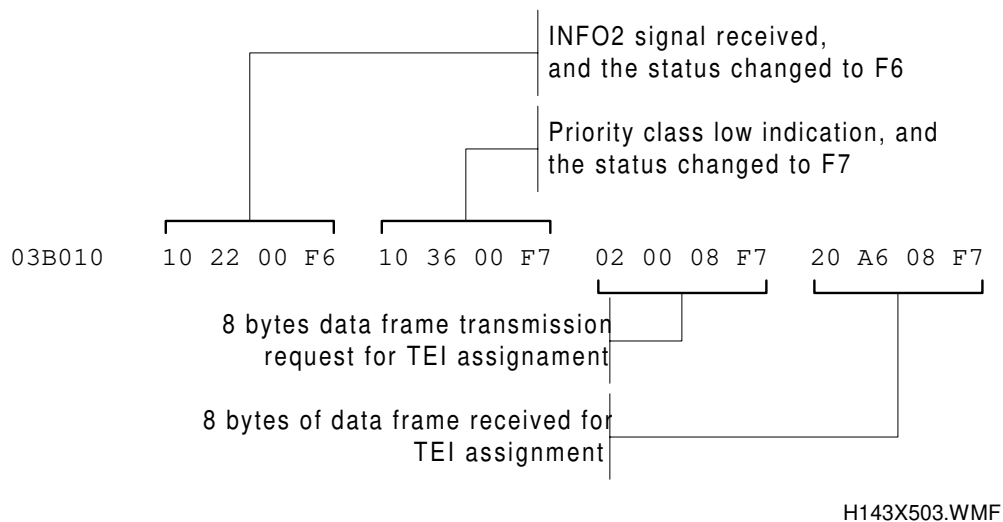 INFO2 signal received,
and the status changed to F6
Priority class low indication, and
the status changed to F7
03B010 10 22 00 F6 10 36 00 F7 02 00 08 F7 20 A6 08 F7
8 bytes data frame transmission
request for TEI assignament
8 bytes of data frame received for
TEI assignment
H143X503.WMF